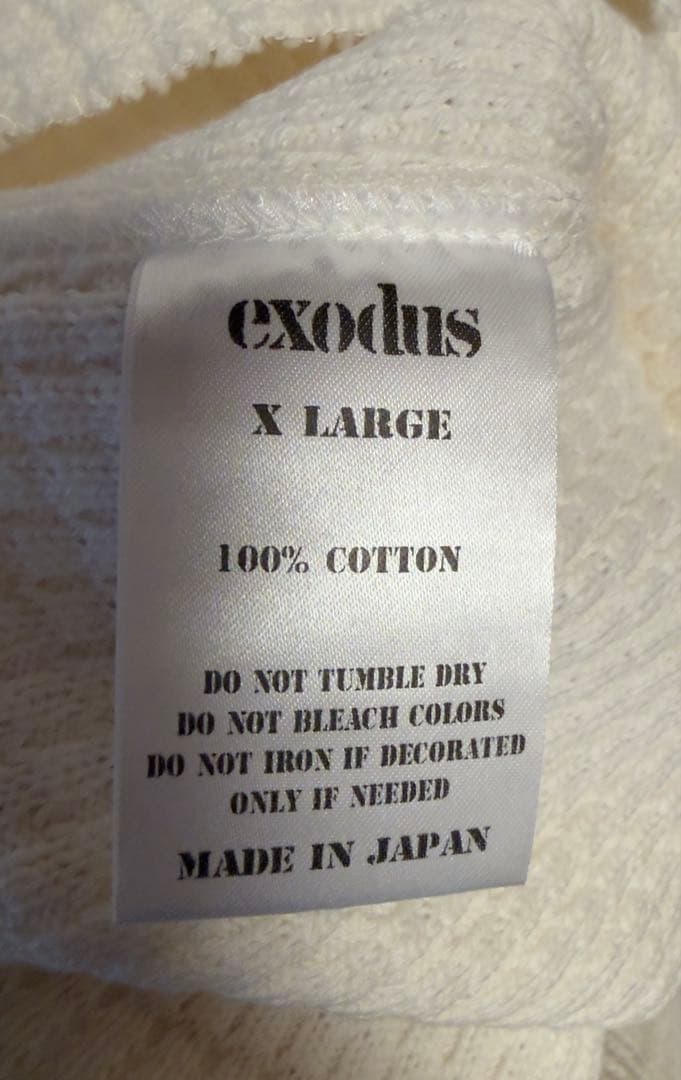 exodus
X LARGE
100% COTTON
DO NOT TUMBLE DRY
DO NOT BLEACH COLORS
DO NOT IRON IF DECORATED
ONLY IF NEEDED
MADE IN JAPAN